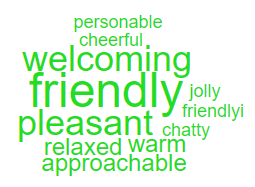 personable
cheerful
welcoming
friendly
jolly
friendlyi
pleasant
chatty
relaxed warm
approachable